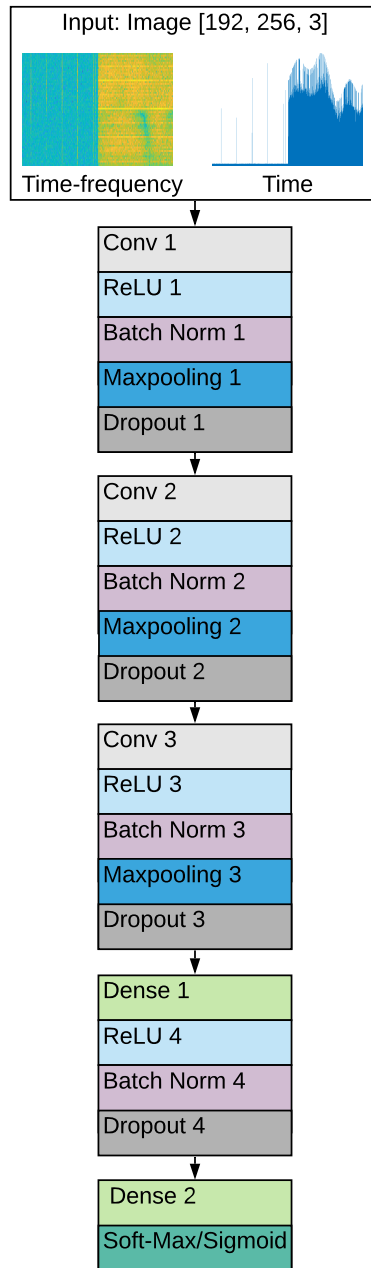 Input: Image [192, 256, 3]
Time-frequency Time
Conv 1
ReLU 1
Batch Norm 1
Maxpooling 1
Dropout 1
Conv 2
ReLU 2
Batch Norm 2
Maxpooling 2
Dropout 2
Conv 3
ReLU 3
Batch Norm 3
Maxpooling 3
Dropout 3
Dense 1
ReLU 4
Batch Norm 4
Dropout 4
Dense 2
Soft-Max/Sigmoid